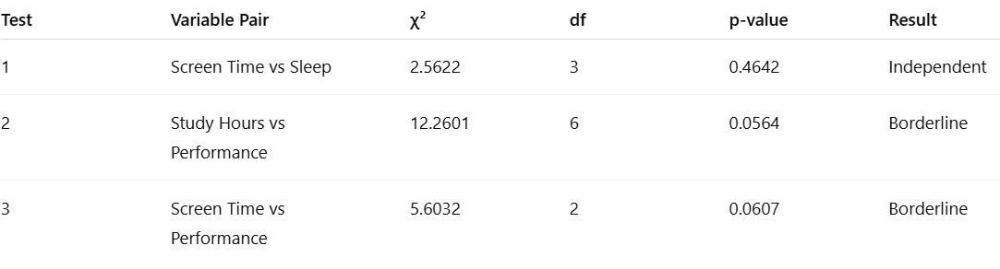 Test Variable Pair χ² df p-value Result
1 Screen Time vs Sleep 2.5622 3 0.4642 Independent
2 Study Hours vs 12.2601 6 0.0564 Borderline
Performance
3 Screen Time vs 5.6032 2 0.0607 Borderline
Performance